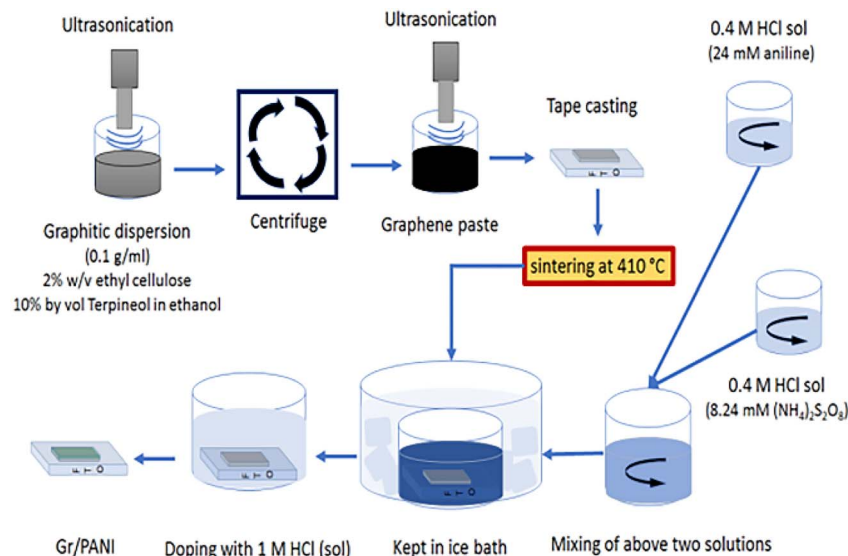 Ultrasonication
Ultrasonication
0.4 M HCl sol
(24 mM aniline)
Tape casting
F T O
Centrifuge
Graphene paste
Graphitic dispersion
(0.1 g/ml)
2% w/v ethyl cellulose
10% by vol Terpineol in ethanol
sintering at 410 °C
0.4 M HCl sol
(8.24 mM (NH₄)₂S₂O₈)
F T O
F T O
F T O
Gr/PANI
Doping with 1 M HCl (sol)
Kept in ice bath
Mixing of above two solutions